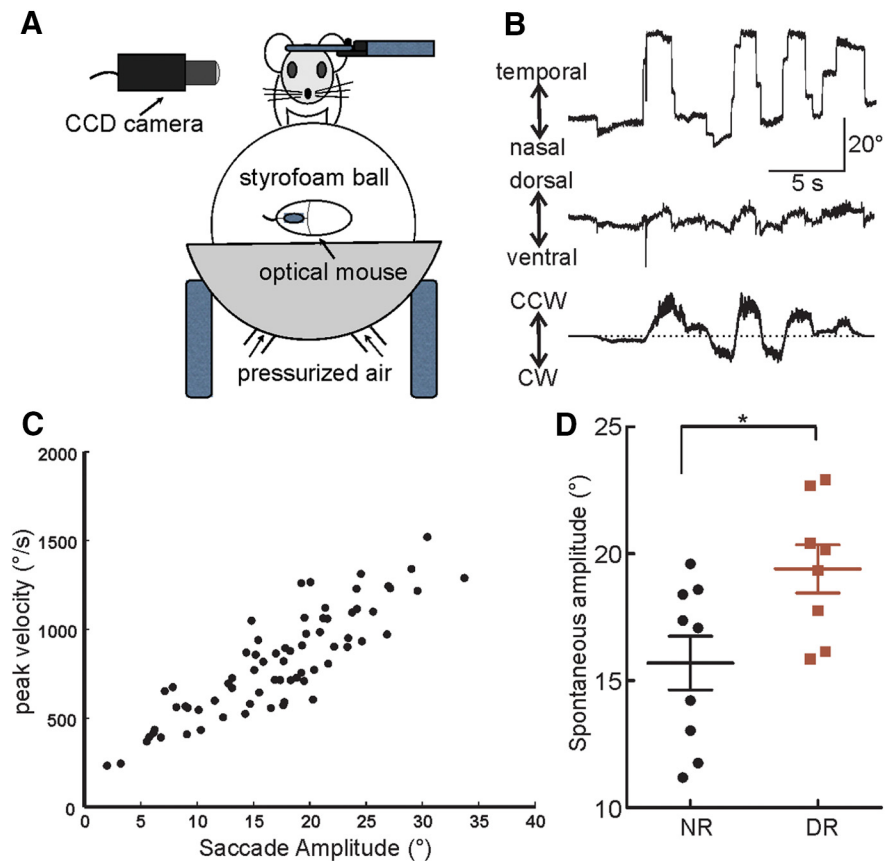 A
CCD camera
styrofoam ball
optical mouse
pressurized air
B
temporal
nasal
20°
5 s
dorsal
ventral
CCW
CW
C
2000
1500
1000
500
0
peak velocity (°/s)
0 5 10 15 20 25 30 35 40
Saccade Amplitude (°)
D
*
25
20
15
10
Spontaneous amplitude (°)
NR DR